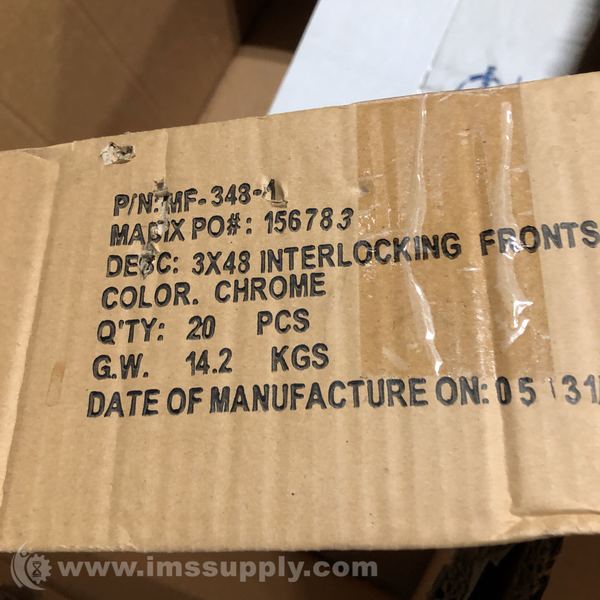 P/N: MF-348-1
MADIX PO#: 156783
DESC: 3X48 INTERLOCKING FRONTS
COLOR. CHROME
Q'TY: 20 PCS
G.W. 14.2 KGS
DATE OF MANUFACTURE ON: 05/31/
www.imssupply.com